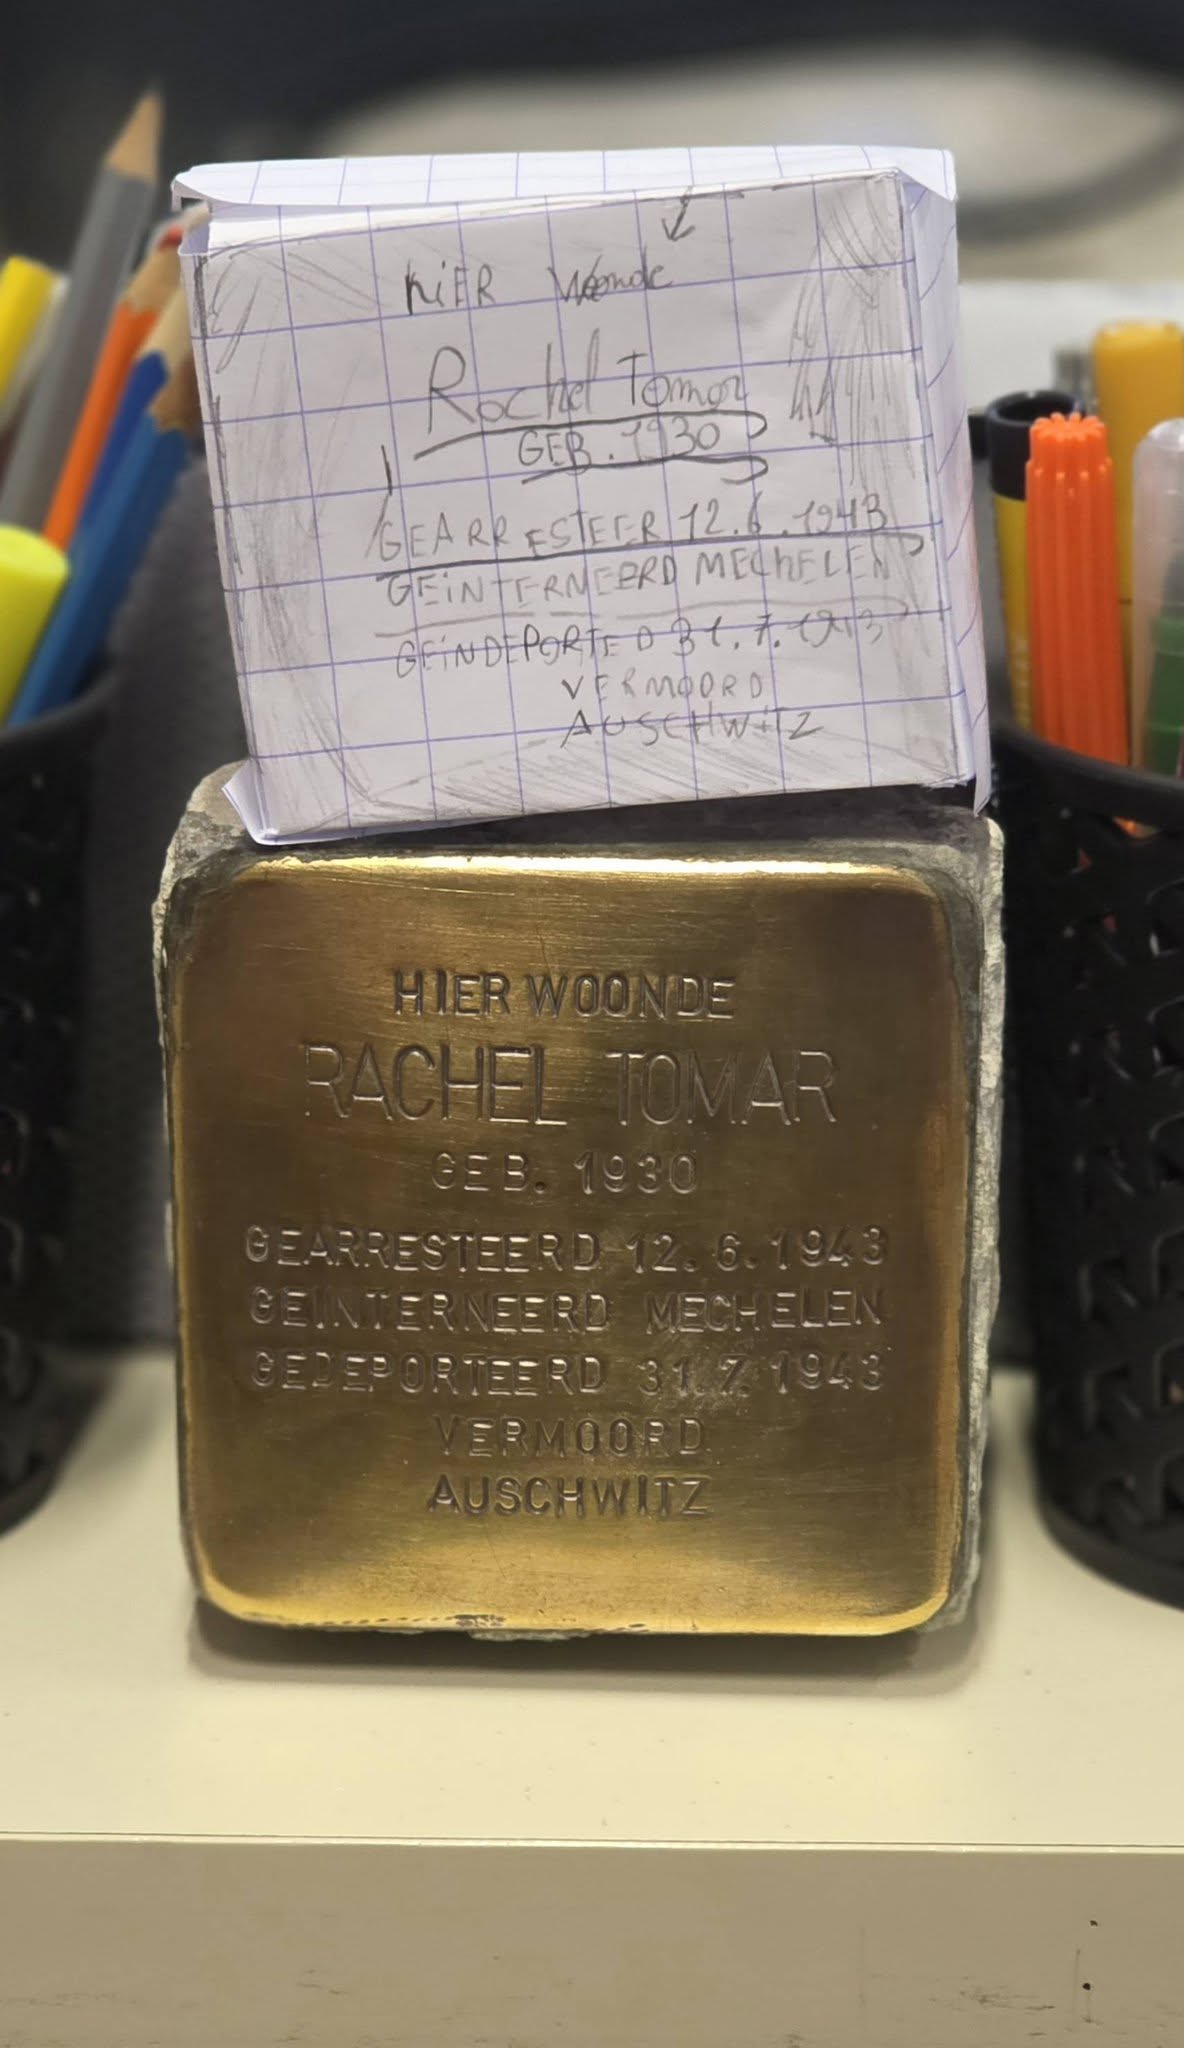 hiER Woonde
Rachel Tomar
GEB. 1930
GEARRESTEER 12.6.1943
GEiNTERNEERD MEChELEN
GEiNDEPORTE D 31.7.1943
VERMOORD
AUSCHWiTZ
HIER WOONDE
RACHEL TOMAR
GEB. 1930
GEARRESTEERD 12.6.1943
GEINTERNEERD MECHELEN
GEDEPORTEERD 31.7.1943
VERMOORD
AUSCHWITZ